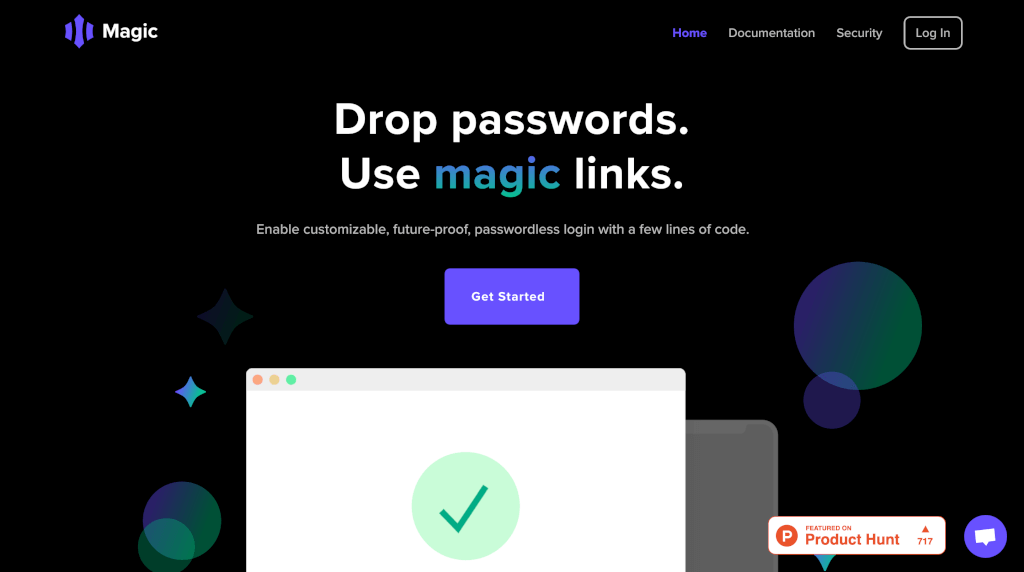 Magic
Home
Documentation
Security
Log In
Drop passwords.
Use magic links.
Enable customizable, future-proof, passwordless login with a few lines of code.
Get Started
P
FEATURED ON
Product Hunt
717